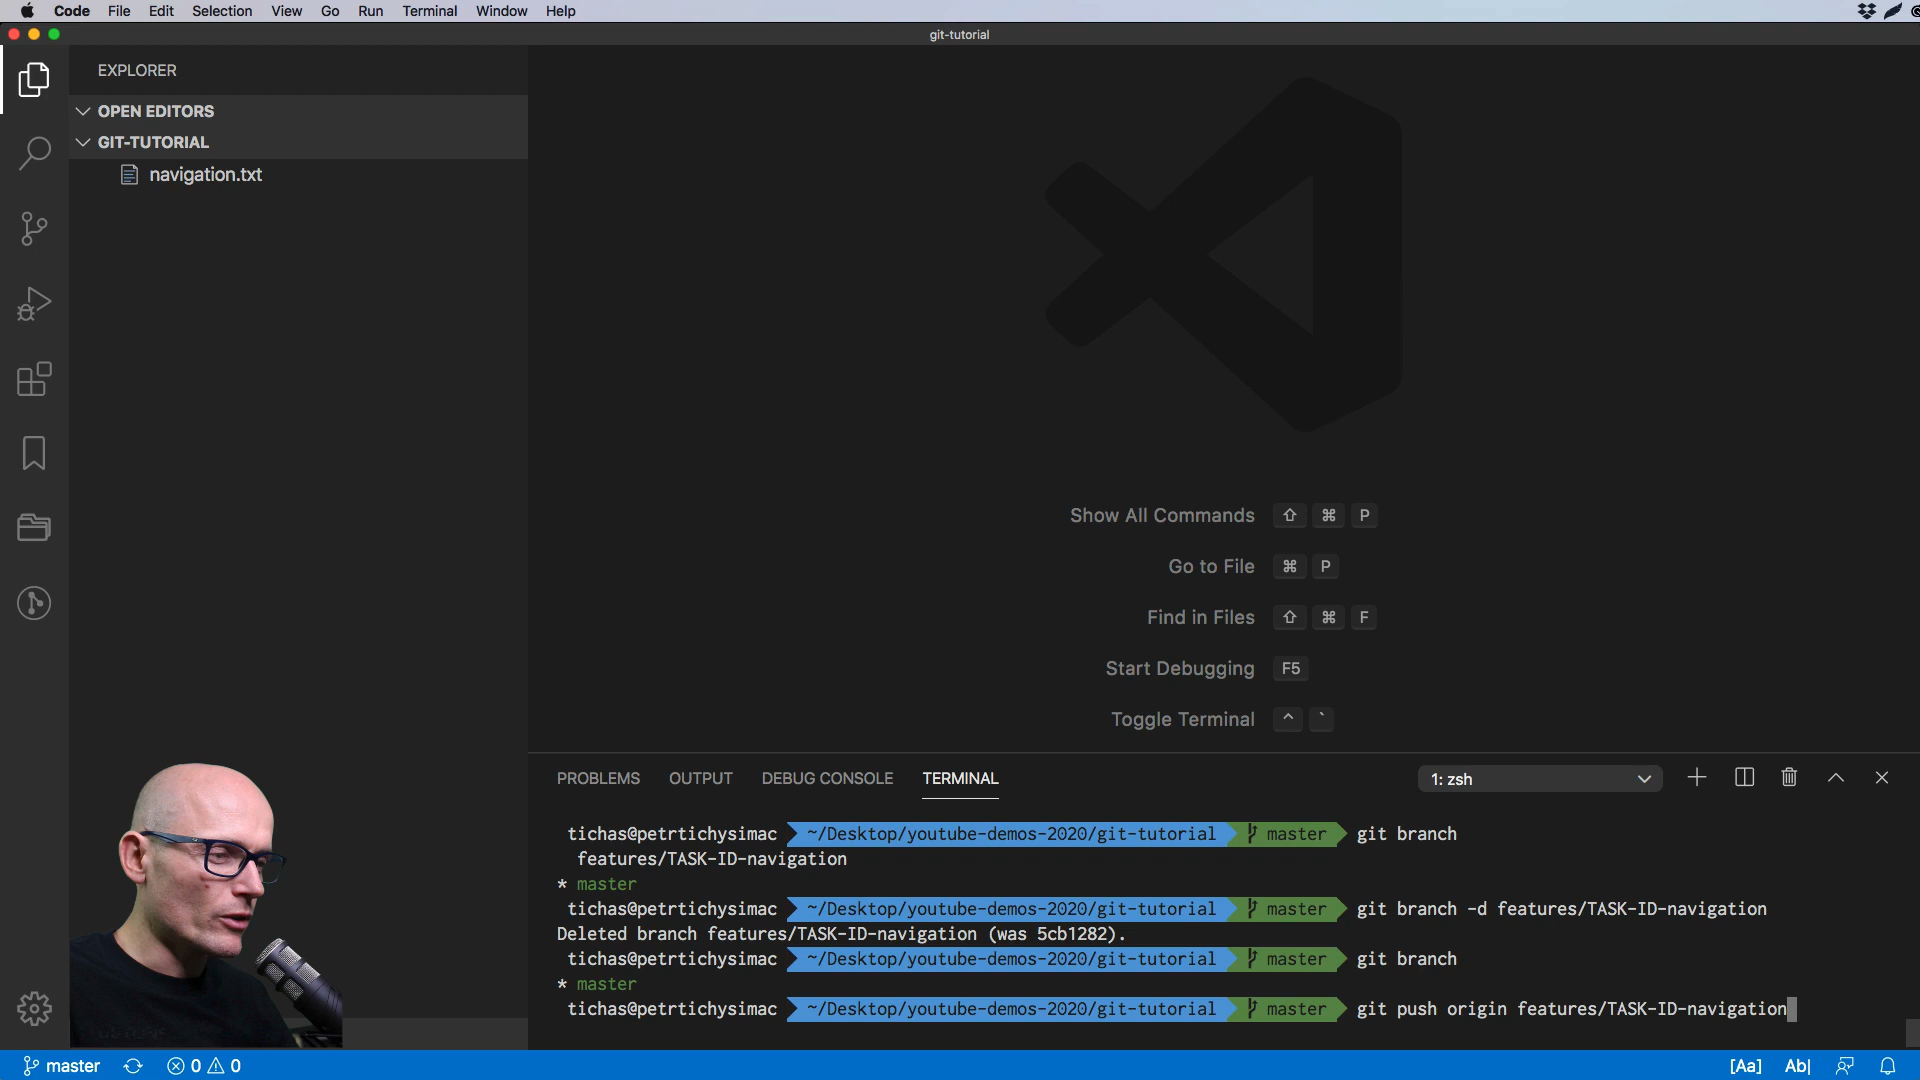 Code File Edit Selection View Go Run Terminal Window Help
git-tutorial
EXPLORER
OPEN EDITORS
GIT-TUTORIAL
navigation.txt
Show All Commands ⇧ ⌘ P
Go to File ⌘ P
Find in Files ⇧ ⌘ F
Start Debugging F5
Toggle Terminal ^ `
PROBLEMS OUTPUT DEBUG CONSOLE TERMINAL 1: zsh
tichas@petrtichysimac ~/Desktop/youtube-demos-2020/git-tutorial master git branch
features/TASK-ID-navigation
* master
tichas@petrtichysimac ~/Desktop/youtube-demos-2020/git-tutorial master git branch -d features/TASK-ID-navigation
Deleted branch features/TASK-ID-navigation (was 5cb1282).
tichas@petrtichysimac ~/Desktop/youtube-demos-2020/git-tutorial master git branch
* master
tichas@petrtichysimac ~/Desktop/youtube-demos-2020/git-tutorial master git push origin features/TASK-ID-navigation
master 0 0 [Aa] Ab|